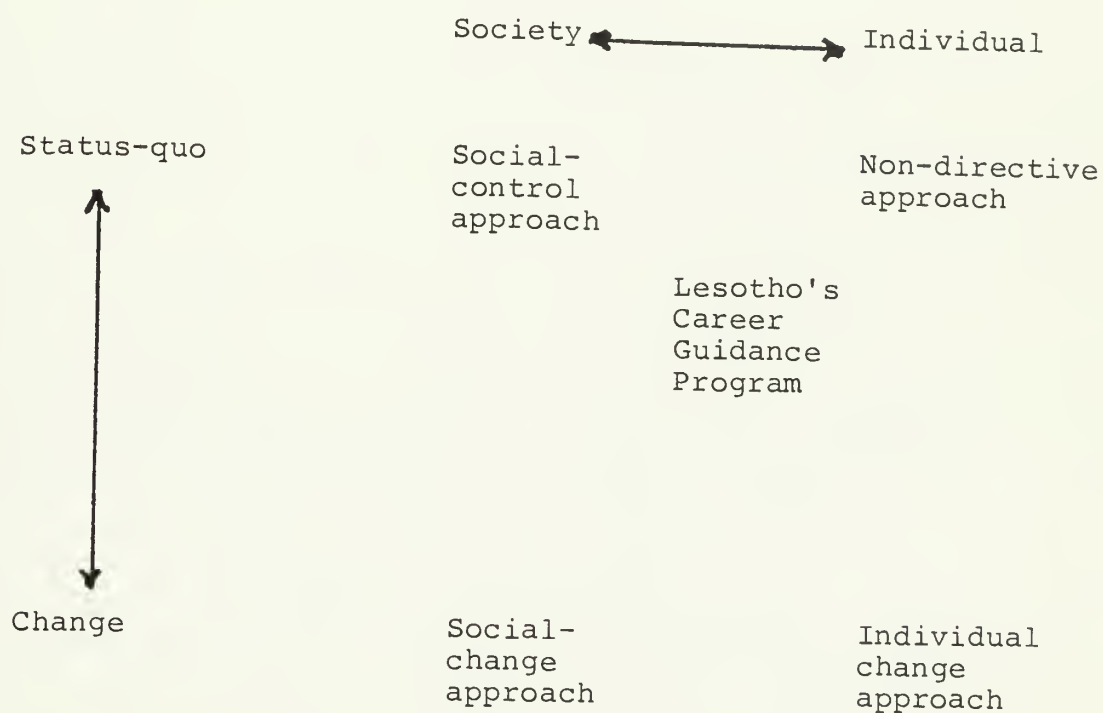 Society Individual
Status-quo
Social-
control
approach
Non-directive
approach
Lesotho's
Career
Guidance
Program
Change
Social-
change
approach
Individual
change
approach